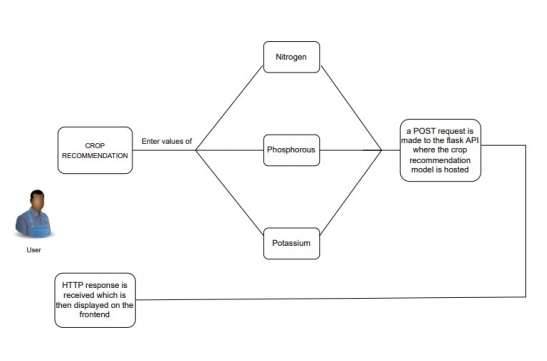 Nitrogen
CROP
RECOMMENDATION
Enter values of
Phosphorous
a POST request is
made to the flask API
where the crop
recommendation
model is hosted
Potassium
User
HTTP response is
received which is
then displayed on the
frontend